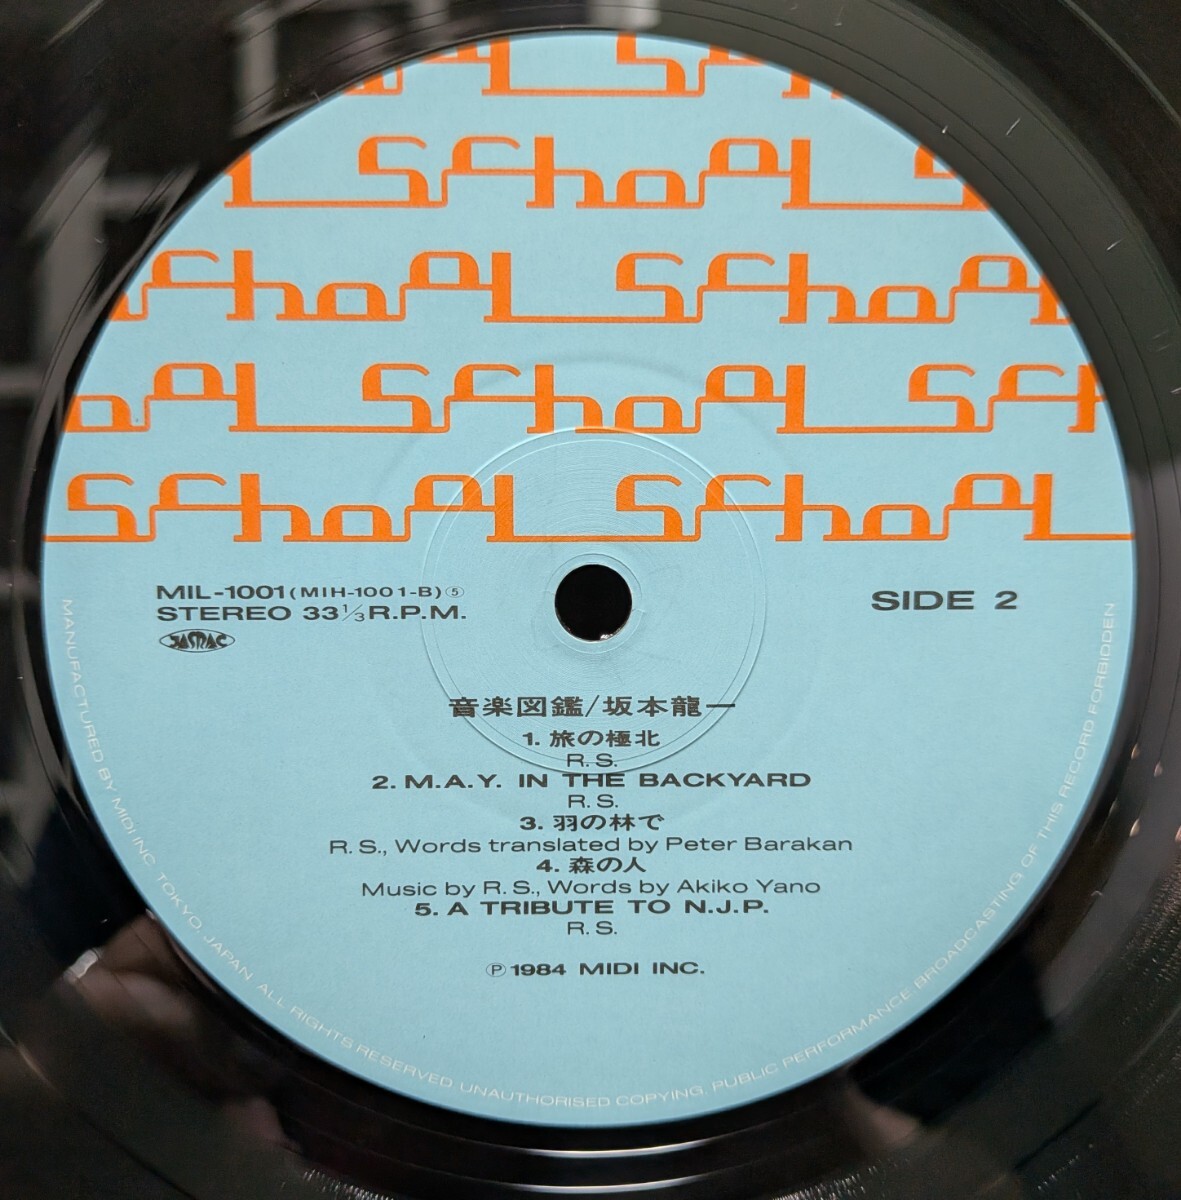 School School
School School
School School
School School
School School
MIL-1001(MIH-1001-B)⑤
STEREO 33⅓R.P.M.
JASRAC
SIDE 2
音楽図鑑/坂本龍一
1. 旅の極北
R.S.
2. M.A.Y. IN THE BACKYARD
R.S.
3. 羽の林で
R.S., Words translated by Peter Barakan
4. 森の人
Music by R.S., Words by Akiko Yano
5. A TRIBUTE TO N.J.P.
R.S.
Ⓟ1984 MIDI INC.
MANUFACTURED BY MIDI INC. TOKYO, JAPAN ALL RIGHTS RESERVED UNAUTHORISED COPYING, PUBLIC PERFORMANCE BROADCASTING OF THIS RECORD FORBIDDEN